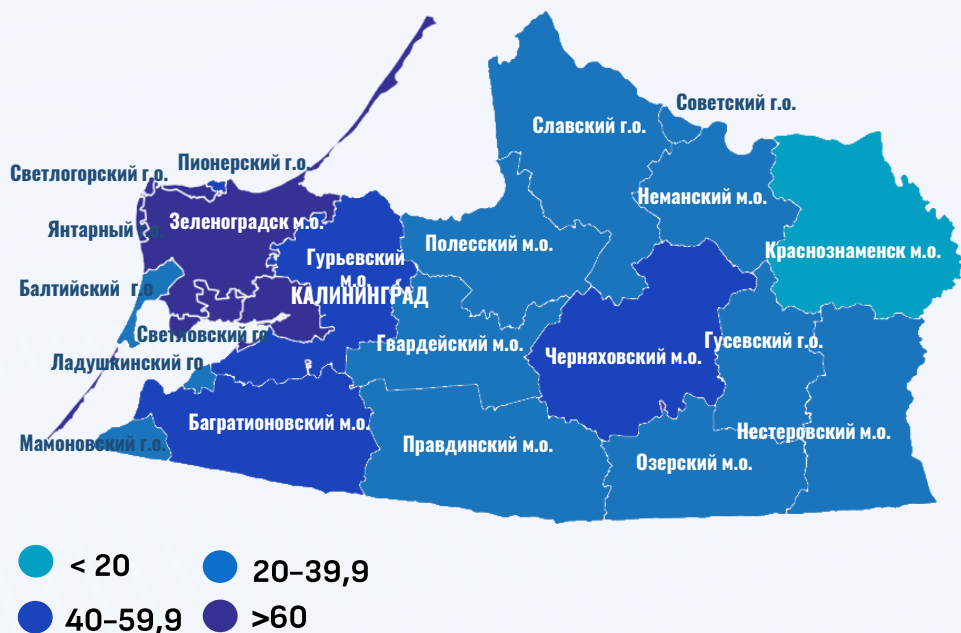 Советский г.о.
Славский г.о.
Пионерский г.о.
Светлогорский г.о.
Неманский м.о.
Зеленоградск м.о.
Янтарный г.о.
Полесский м.о.
Краснознаменск м.о.
Гурьевский
м.о.
Балтийский г.о
КАЛИНИНГРАД
Светловский го
Гвардейский м.о.
Гусевский г.о.
Черняховский м.о.
Ладушкинский го
Багратионовский м.о.
Нестеровский м.о.
Мамоновский г.о.
Правдинский м.о.
Озерский м.о.
< 20
20–39,9
40–59,9
>60